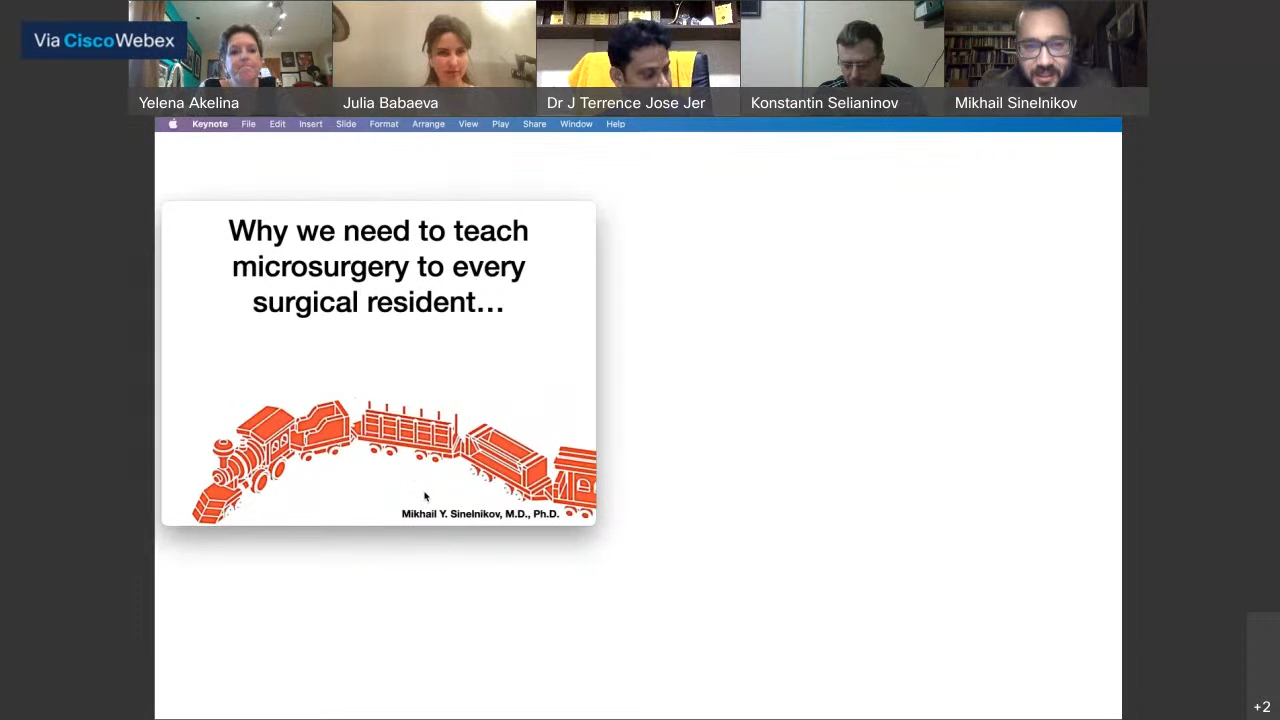 Via CiscoWebex
Yelena Akelina
Julia Babaeva
Dr J Terrence Jose Jer
Konstantin Selianinov
Mikhail Sinelnikov
Keynote File Edit Insert Slide Format Arrange View Play Share Window Help
Why we need to teach
microsurgery to every
surgical resident…
Mikhail Y. Sinelnikov, M.D., Ph.D.
+2